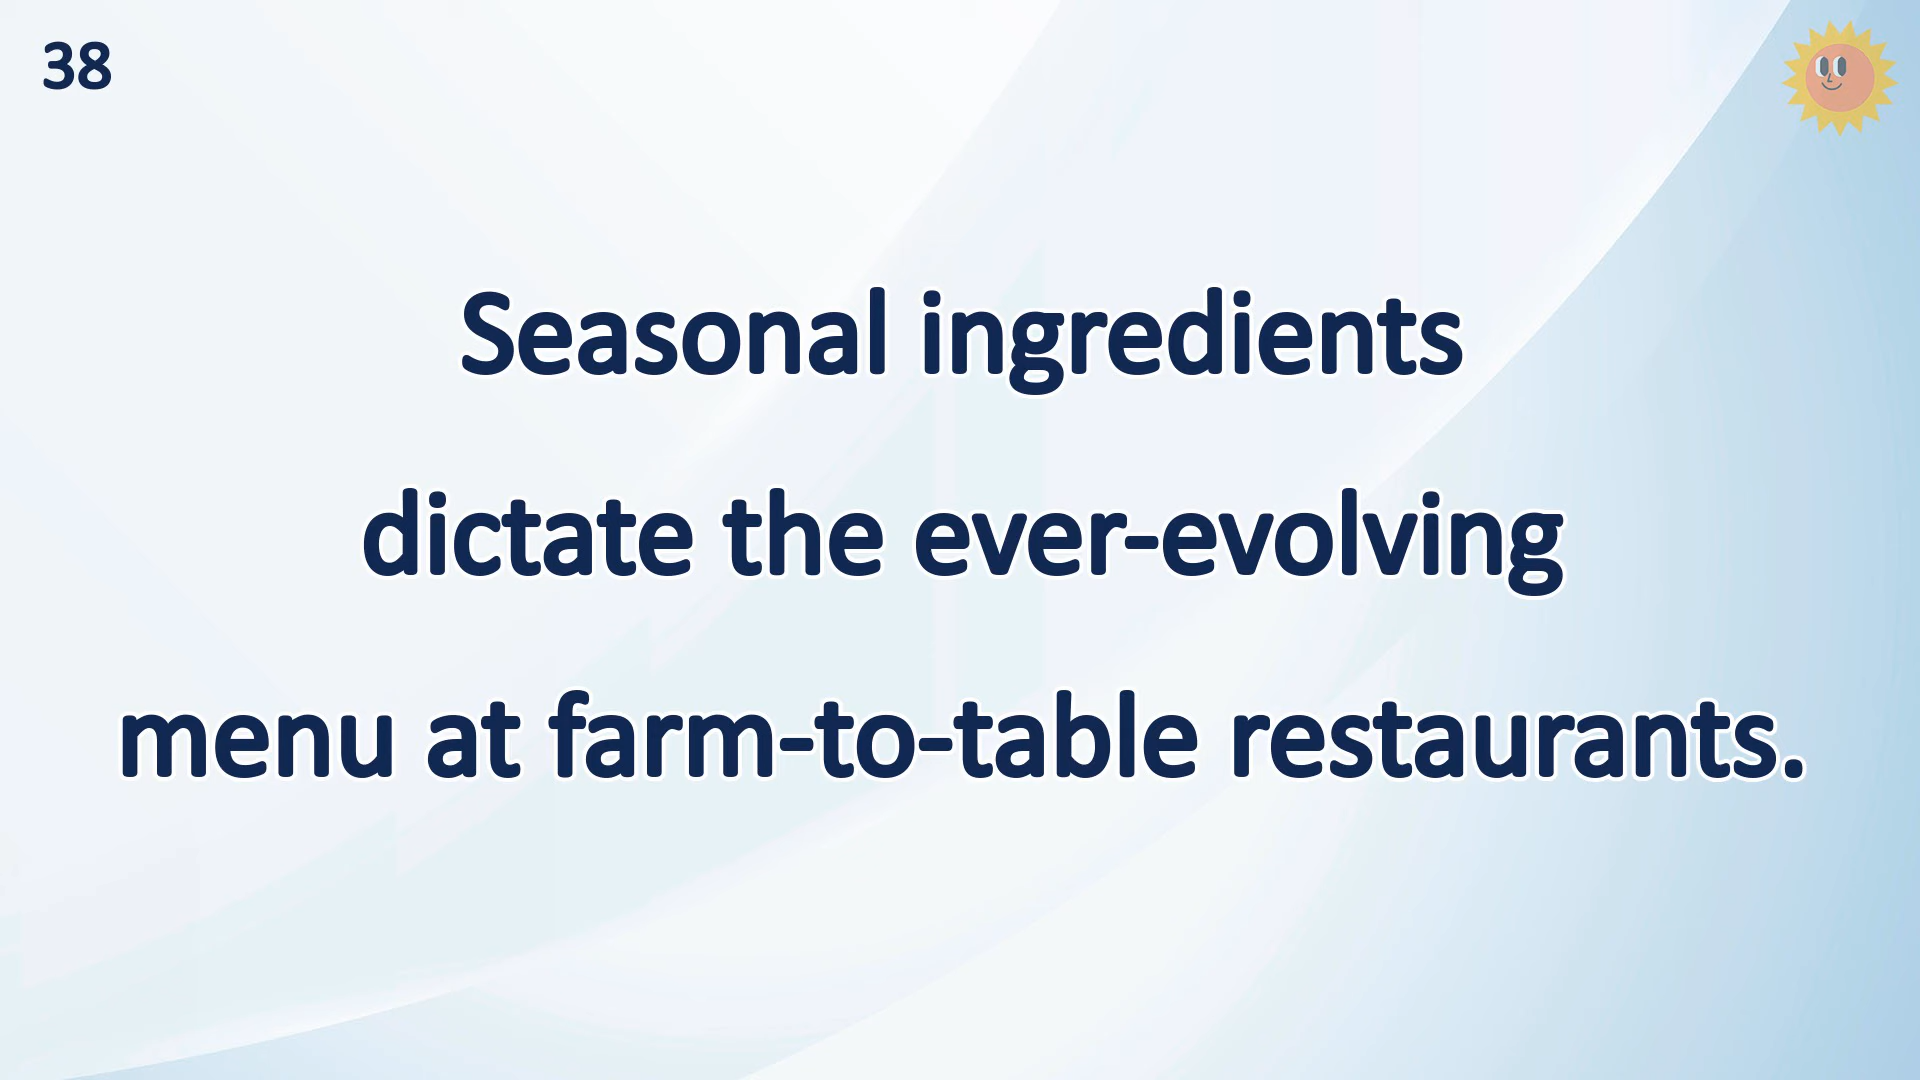 38
Seasonal ingredients
dictate the ever-evolving
menu at farm-to-table restaurants.